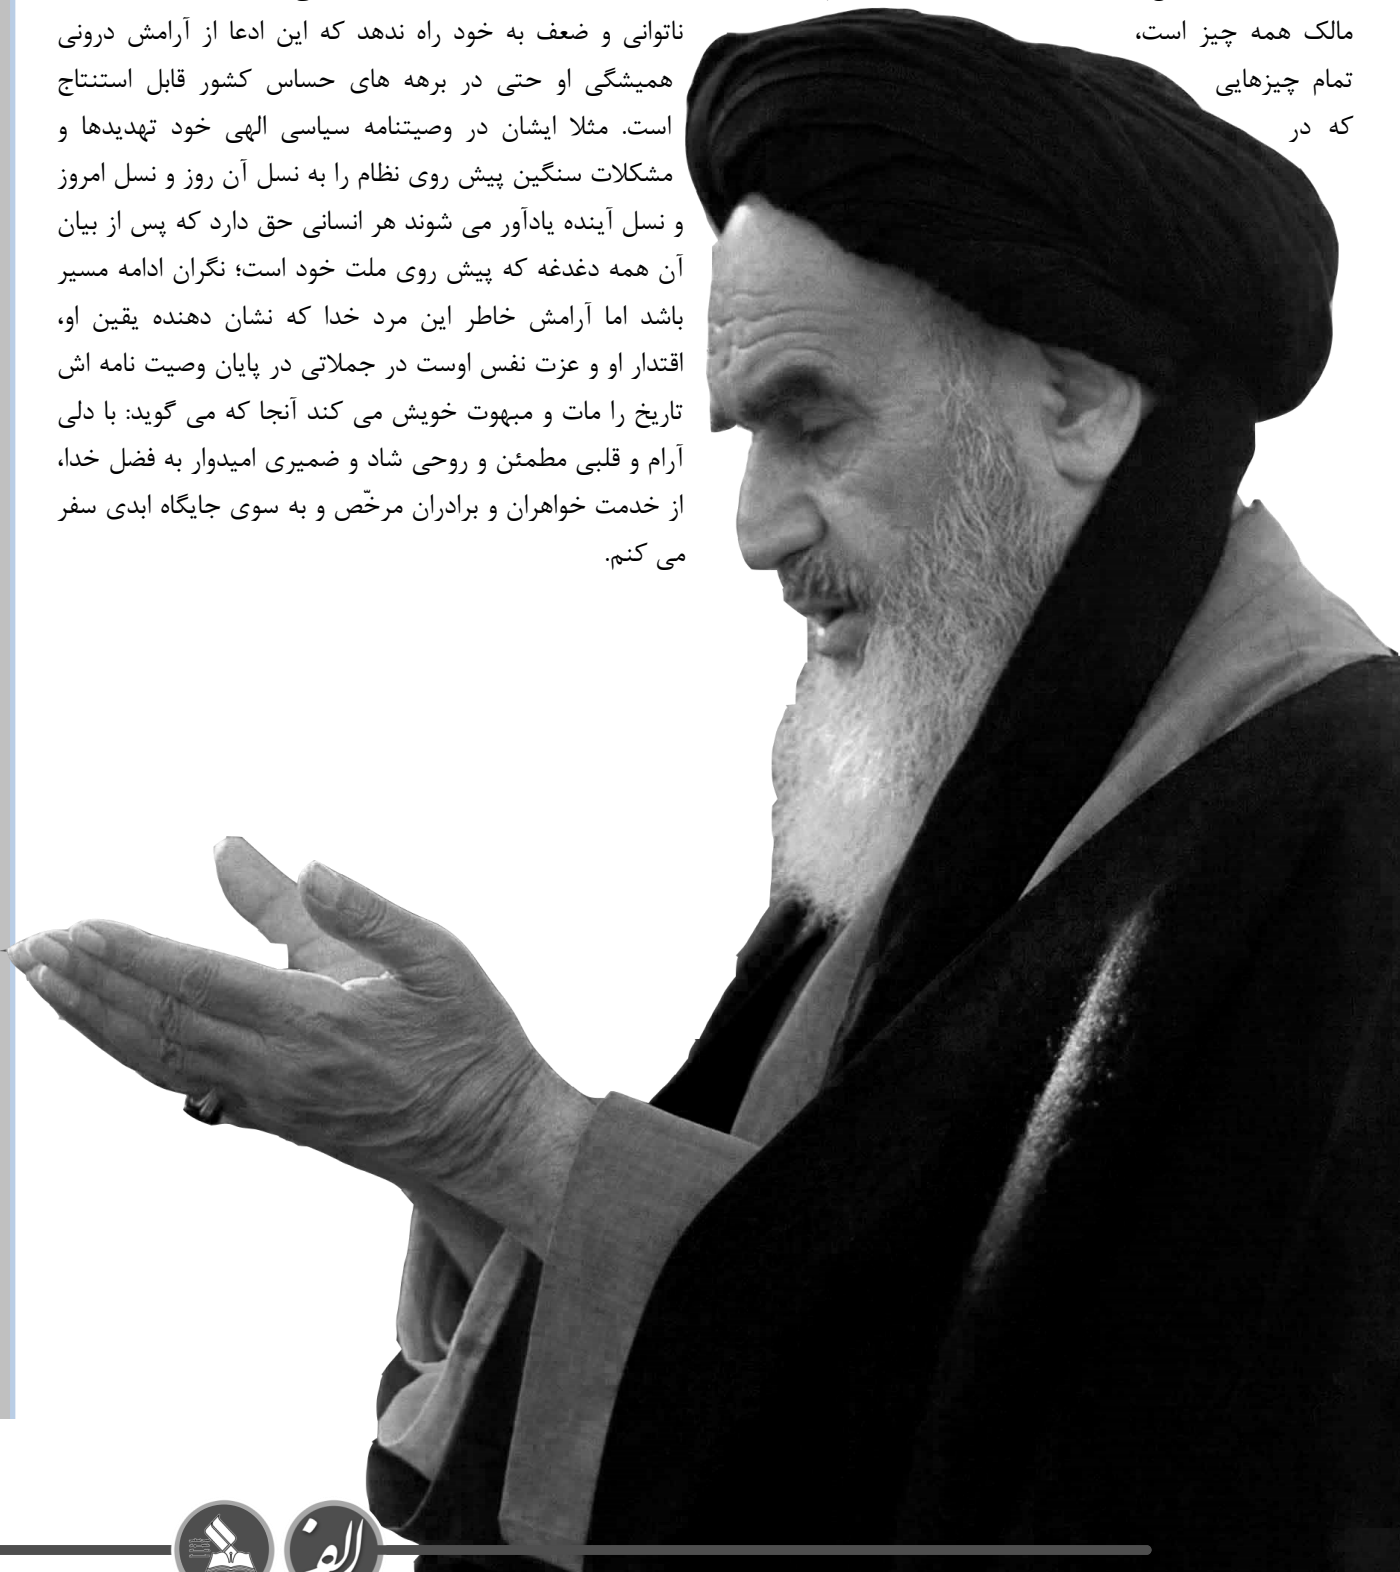 مالک همه چیز است،
تمام چیزهایی
که در
ناتوانی و ضعف به خود راه ندهد که این ادعا از آرامش درونی
همیشگی او حتی در برهه های حساس کشور قابل استنتاج
است. مثلا ایشان در وصیتنامه سیاسی الهی خود تهدیدها و
مشکلات سنگین پیش روی نظام را به نسل آن روز و نسل امروز
و نسل آینده یادآور می شوند هر انسانی حق دارد که پس از بیان
آن همه دغدغه که پیش روی ملت خود است؛ نگران ادامه مسیر
باشد اما آرامش خاطر این مرد خدا که نشان دهنده یقین او،
اقتدار او و عزت نفس اوست در جملاتی در پایان وصیت نامه اش
تاریخ را مات و مبهوت خویش می کند آنجا که می گوید: با دلی
آرام و قلبی مطمئن و روحی شاد و ضمیری امیدوار به فضل خدا،
از خدمت خواهران و برادران مرخّص و به سوی جایگاه ابدی سفر
می کنم.
الف